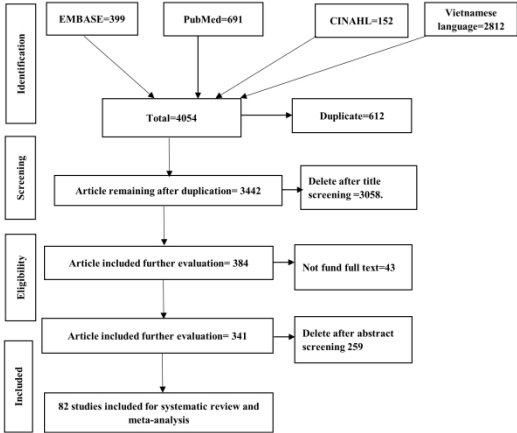 EMBASE=399
PubMed=691
CINAHL=152
Vietnamese
language=2812
Identification
Total=4054
Duplicate=612
Screening
Article remaining after duplication= 3442
Delete after title
screening =3058.
Eligibility
Article included further evaluation= 384
Not fund full text=43
Article included further evaluation= 341
Delete after abstract
screening 259
Included
82 studies included for systematic review and
meta-analysis